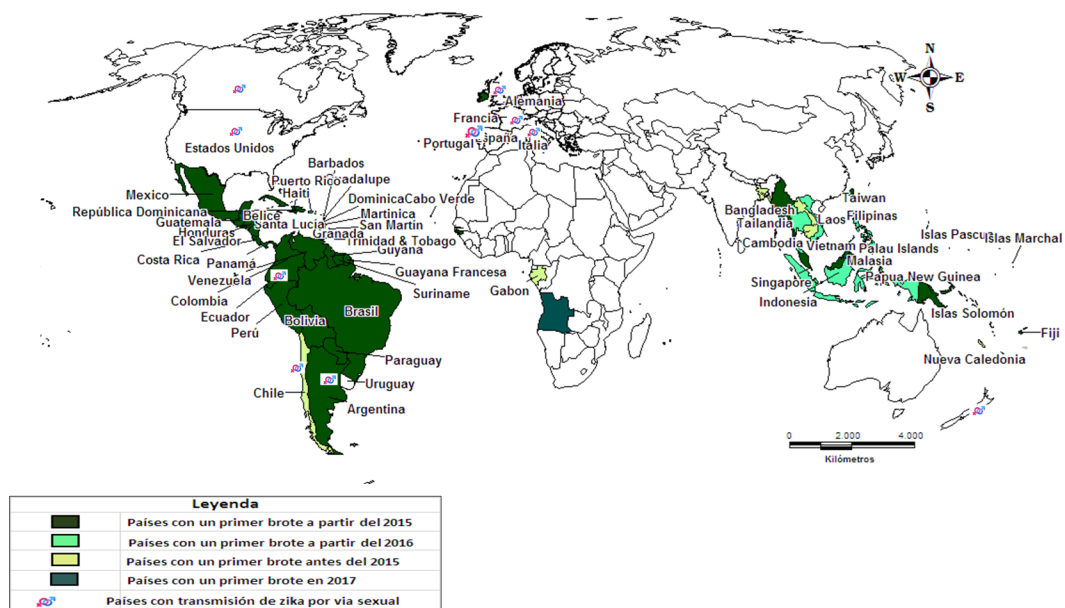 N
W E
S
Alemania
Francia
Portugal
España
Italia
Estados Unidos
Barbados
Puerto Rico
Guadalupe
Haiti
Mexico
Dominica
Cabo Verde
República Dominicana
Belice
Martinica
Guatemala
Santa Lucia
San Martin
Honduras
Granada
El Salvador
Trinidad & Tobago
Costa Rica
Panamá
Guyana
Venezuela
Guayana Francesa
Colombia
Suriname
Ecuador
Brasil
Perú
Bolivia
Paraguay
Uruguay
Chile
Argentina
Gabon
Taiwan
Bangladesh
Laos
Filipinas
Tailandia
Islas Pascua
Islas Marchal
Cambodia
Vietnam
Palau Islands
Malasia
Singapore
Papua New Guinea
Indonesia
Islas Solomón
Fiji
Nueva Caledonia
0 2.000 4.000
Kilómetros
Leyenda
Países con un primer brote a partir del 2015
Países con un primer brote a partir del 2016
Países con un primer brote antes del 2015
Países con un primer brote en 2017
Países con transmisión de zika por via sexual